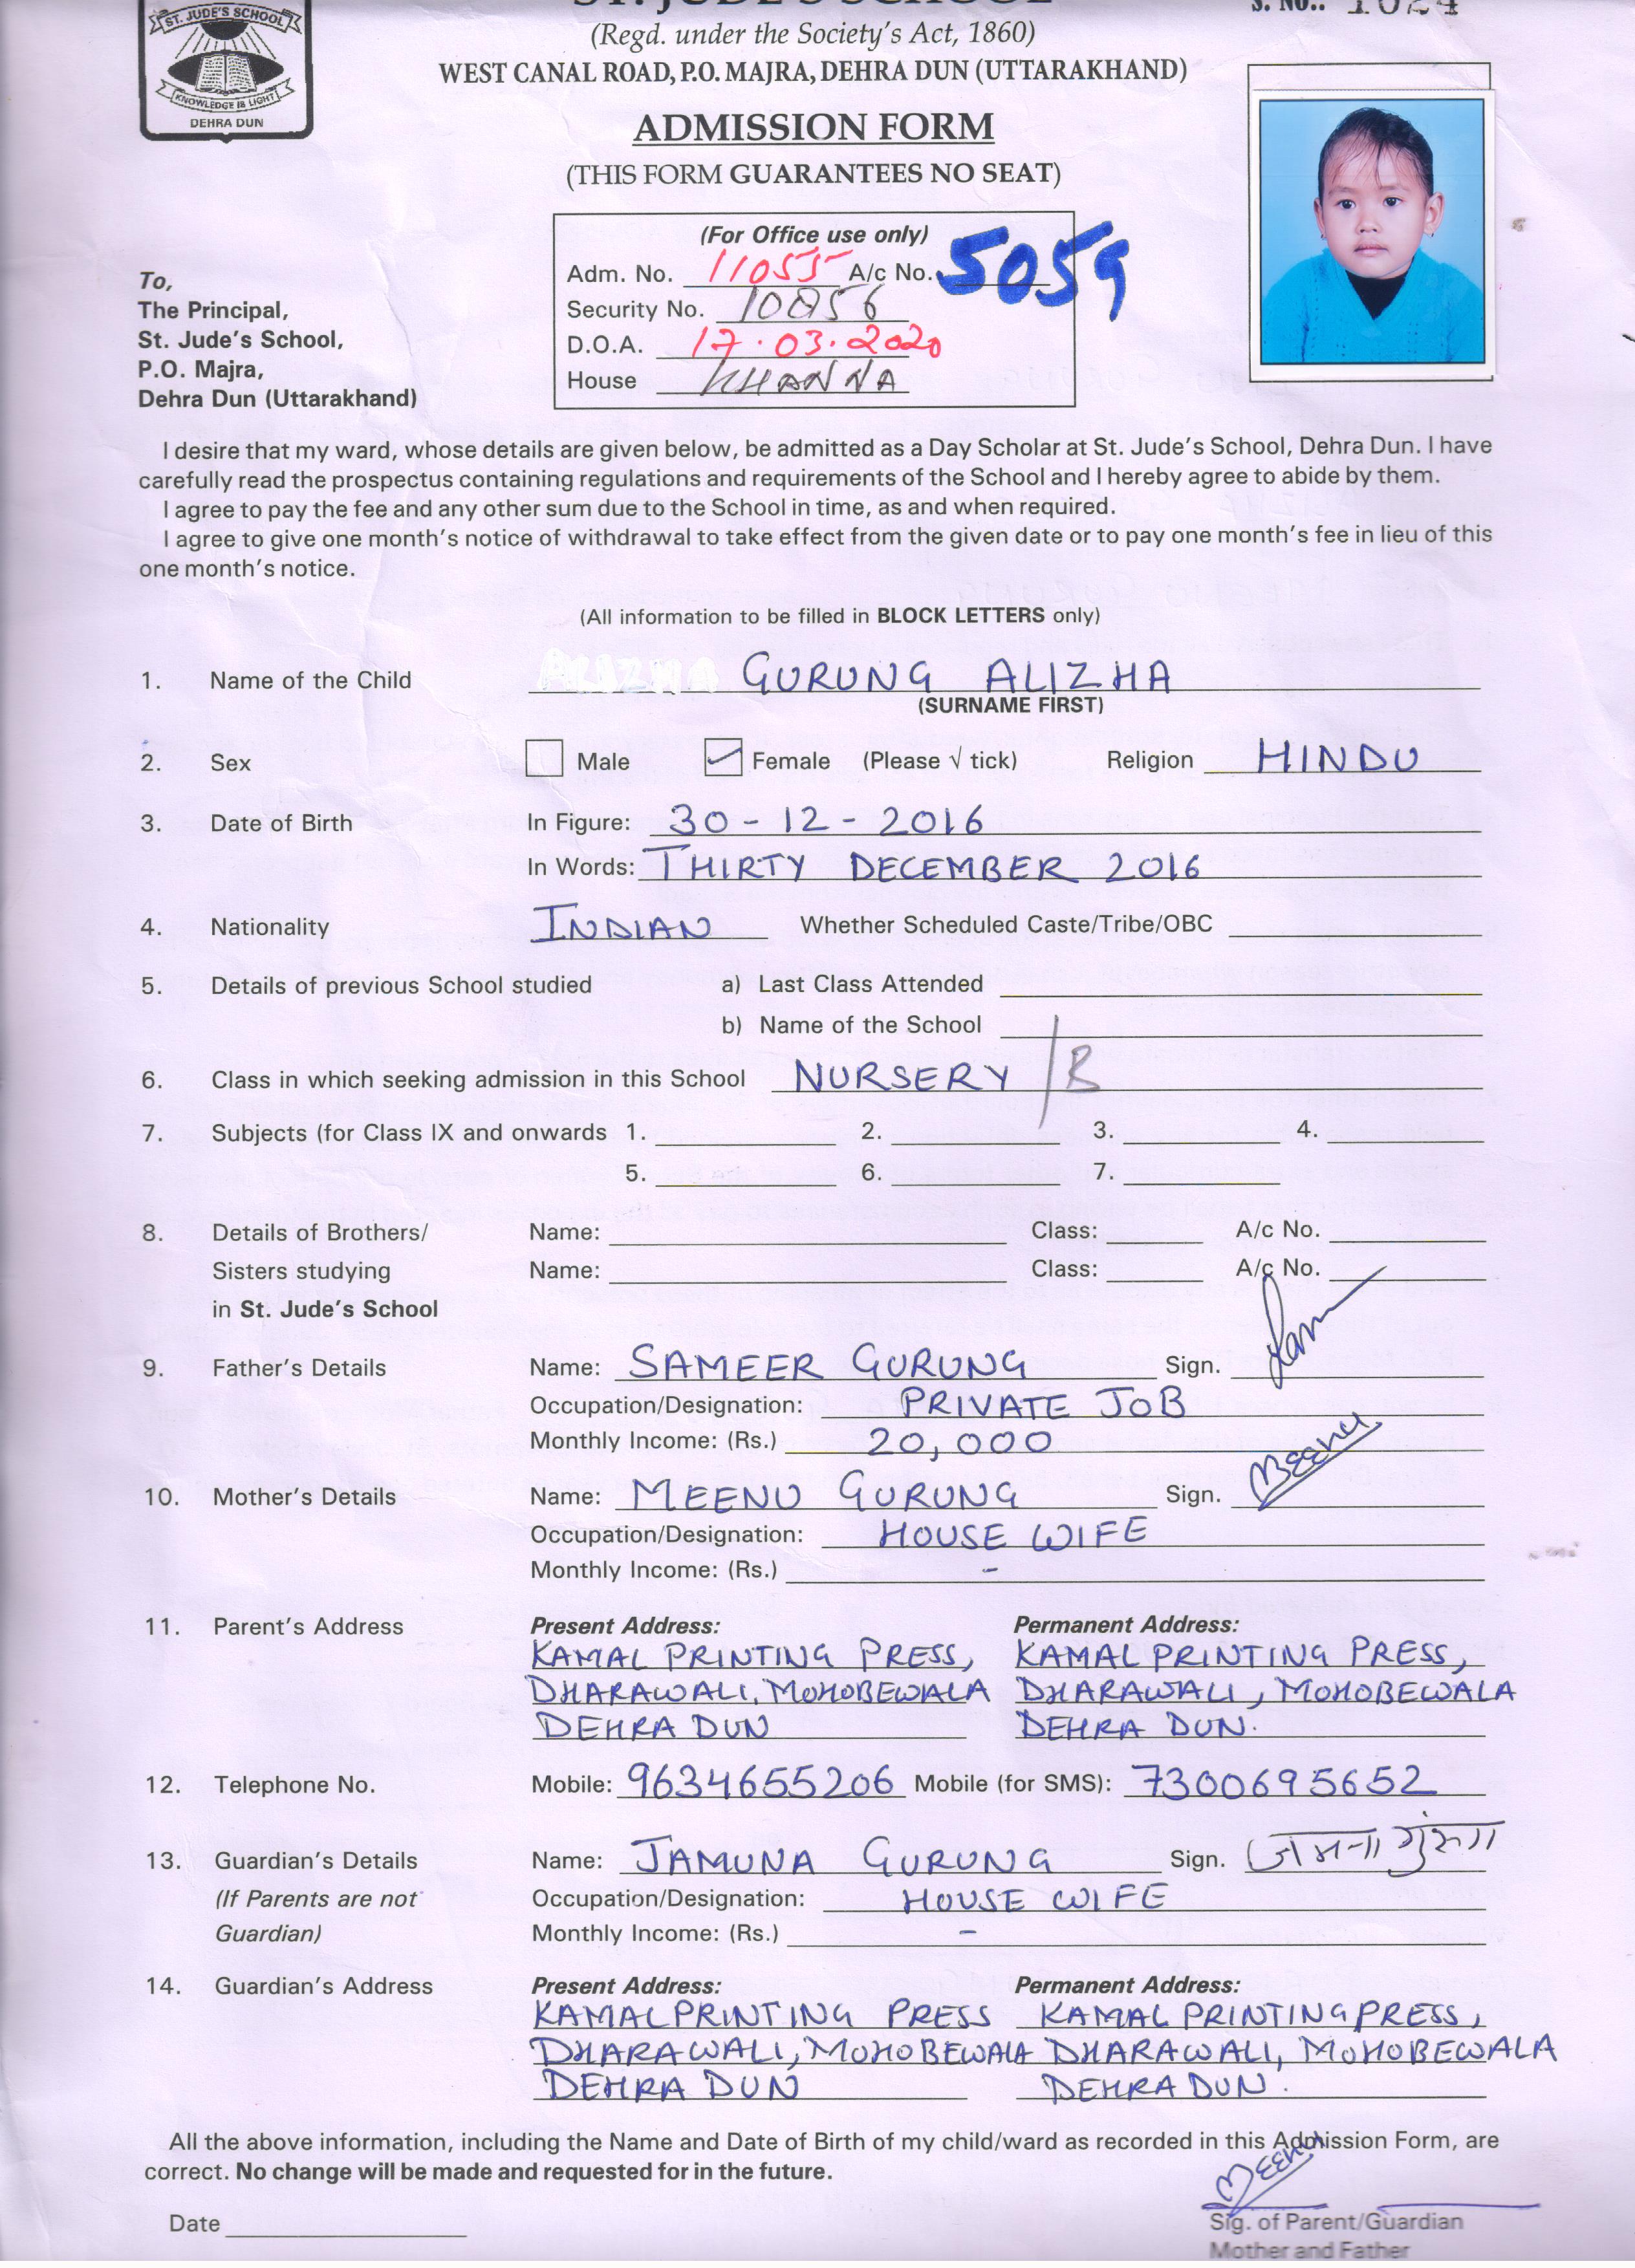 ST. JUDE'S SCHOOL
KNOWLEDGE IS LIGHT
DEHRA DUN
ST. JUDE'S SCHOOL
S. No.: 1024
(Regd. under the Society's Act, 1860)
WEST CANAL ROAD, P.O. MAJRA, DEHRA DUN (UTTARAKHAND)
ADMISSION FORM
(THIS FORM GUARANTEES NO SEAT)
(For Office use only)
Adm. No. 11055 A/c No. 5059
Security No. 10856
D.O.A. 17.03.2020
House KHANNA
To,
The Principal,
St. Jude's School,
P.O. Majra,
Dehra Dun (Uttarakhand)
I desire that my ward, whose details are given below, be admitted as a Day Scholar at St. Jude's School, Dehra Dun. I have
carefully read the prospectus containing regulations and requirements of the School and I hereby agree to abide by them.
I agree to pay the fee and any other sum due to the School in time, as and when required.
I agree to give one month's notice of withdrawal to take effect from the given date or to pay one month's fee in lieu of this
one month's notice.
(All information to be filled in BLOCK LETTERS only)
1. Name of the Child ALIZHA GURUNG ALIZHA
(SURNAME FIRST)
2. Sex Male Female (Please √ tick) Religion HINDU
3. Date of Birth In Figure: 30-12-2016
In Words: THIRTY DECEMBER 2016
4. Nationality INDIAN Whether Scheduled Caste/Tribe/OBC
5. Details of previous School studied a) Last Class Attended
b) Name of the School
6. Class in which seeking admission in this School NURSERY / B
7. Subjects (for Class IX and onwards 1. 2. 3. 4.
5. 6. 7.
8. Details of Brothers/ Name: Class: A/c No.
Sisters studying Name: Class: A/c No.
in St. Jude's School
9. Father's Details Name: SAMEER GURUNG Sign.
Occupation/Designation: PRIVATE JOB
Monthly Income: (Rs.) 20,000
10. Mother's Details Name: MEENU GURUNG Sign. Meenu
Occupation/Designation: HOUSE WIFE
Monthly Income: (Rs.) -
11. Parent's Address Present Address: Permanent Address:
KAMAL PRINTING PRESS, KAMAL PRINTING PRESS,
DHARAWALI, MOHOBEWALA DHARAWALI, MOHOBEWALA
DEHRA DUN DEHRA DUN.
12. Telephone No. Mobile: 9634655206 Mobile (for SMS): 7300695652
13. Guardian's Details Name: JAMUNA GURUNG Sign. जमना गुरुंग
(If Parents are not Occupation/Designation: HOUSE WIFE
Guardian) Monthly Income: (Rs.) -
14. Guardian's Address Present Address: Permanent Address:
KAMAL PRINTING PRESS KAMAL PRINTING PRESS,
DHARAWALI, MOHOBEWALA DHARAWALI, MOHOBEWALA
DEHRA DUN DEHRA DUN.
All the above information, including the Name and Date of Birth of my child/ward as recorded in this Admission Form, are
correct. No change will be made and requested for in the future.
Meenu
Date Sig. of Parent/Guardian
Mother and Father